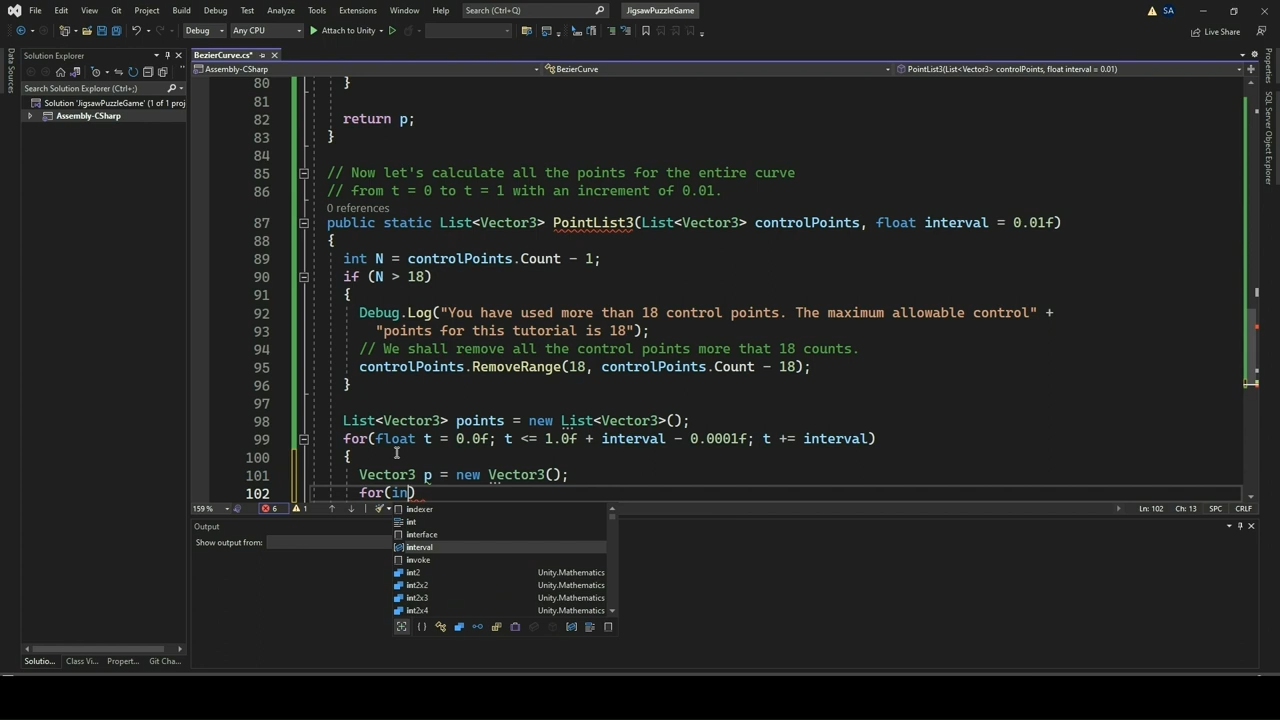 File Edit View Git Project Build Debug Test Analyze Tools Extensions Window Help Search (Ctrl+Q) JigsawPuzzleGame SA
Debug Any CPU Attach to Unity Live Share
Data Sources
Solution Explorer
Search Solution Explorer (Ctrl+;)
Solution 'JigsawPuzzleGame' (1 of 1 proj
Assembly-CSharp
Soluti... Class Vi... Propert... Git Cha...
BezierCurve.cs*
Assembly-CSharp BezierCurve PointList3(List<Vector3> controlPoints, float interval = 0.01)
80 }
81
82 return p;
83 }
84
85 // Now let's calculate all the points for the entire curve
86 // from t = 0 to t = 1 with an increment of 0.01.
0 references
87 public static List<Vector3> PointList3(List<Vector3> controlPoints, float interval = 0.01f)
88 {
89 int N = controlPoints.Count - 1;
90 if (N > 18)
91 {
92 Debug.Log("You have used more than 18 control points. The maximum allowable control" +
93 "points for this tutorial is 18");
94 // We shall remove all the control points more that 18 counts.
95 controlPoints.RemoveRange(18, controlPoints.Count - 18);
96 }
97
98 List<Vector3> points = new List<Vector3>();
99 for(float t = 0.0f; t <= 1.0f + interval - 0.0001f; t += interval)
100 {
101 Vector3 p = new Vector3();
102 for(in)
159 % 6 1 Ln: 102 Ch: 13 SPC CRLF
indexer
int
interface
interval
invoke
int2 Unity.Mathematics
int2x2 Unity.Mathematics
int2x3 Unity.Mathematics
int2x4 Unity.Mathematics
Output
Show output from:
Properties
SQL Server Object Explorer